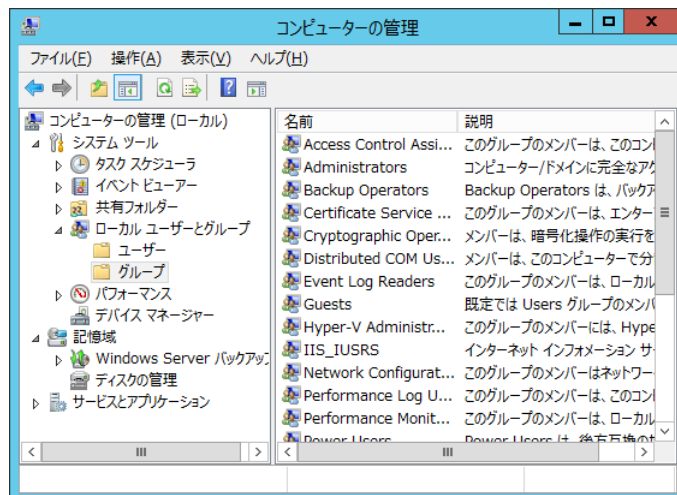 コンピューターの管理
ファイル(F) 操作(A) 表示(V) ヘルプ(H)
コンピューターの管理 (ローカル)
システム ツール
タスク スケジューラ
イベント ビューアー
共有フォルダー
ローカル ユーザーとグループ
ユーザー
グループ
パフォーマンス
デバイス マネージャー
記憶域
Windows Server バックアップ
ディスクの管理
サービスとアプリケーション
名前 説明
Access Control Assi... このグループのメンバーは、このコン
Administrators コンピューター/ドメインに完全なアク
Backup Operators Backup Operators は、バックア
Certificate Service ... このグループのメンバーは、エンター
Cryptographic Oper... メンバーは、暗号化操作の実行を
Distributed COM Us... メンバーは、このコンピューターで分
Event Log Readers このグループのメンバーは、ローカル
Guests 既定では Users グループのメンバ
Hyper-V Administr... このグループのメンバーには、Hype
IIS_IUSRS インターネット インフォメーション サー
Network Configurat... このグループのメンバーはネットワー
Performance Log U... このグループのメンバーは、このコン
Performance Monit... このグループのメンバーは、ローカル
Power Users Power Users は、後方互換の